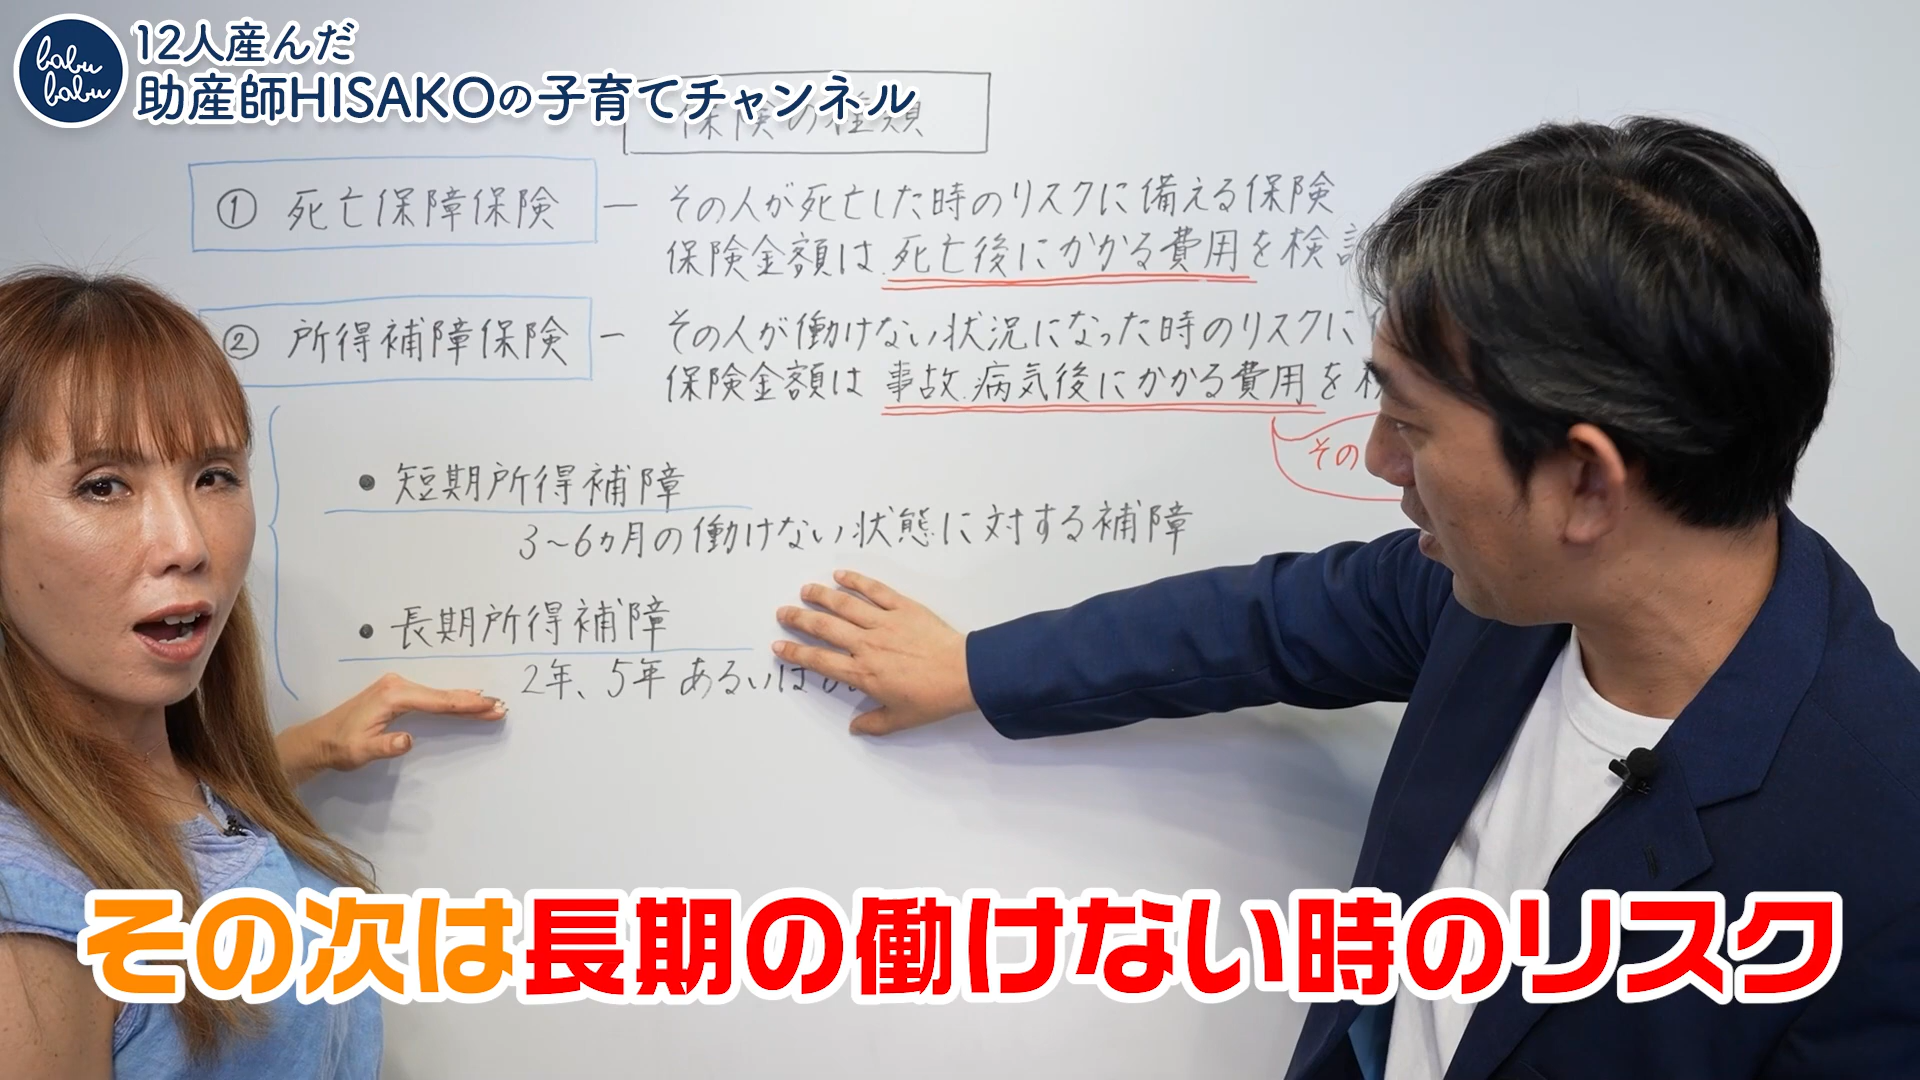 babu babu
12人産んだ
助産師HISAKOの子育てチャンネル
保険の種類
① 死亡保障保険 ー その人が死亡した時のリスクに備える保険
保険金額は 死亡後にかかる費用を検討
② 所得補障保険 ー その人が働けない状況になった時のリスクに
保険金額は 事故.病気後にかかる費用を
その
・短期所得補障
3〜6ヵ月の働けない状態に対する補障
・長期所得補障
2年、5年 あるいは
その次は長期の働けない時のリスク